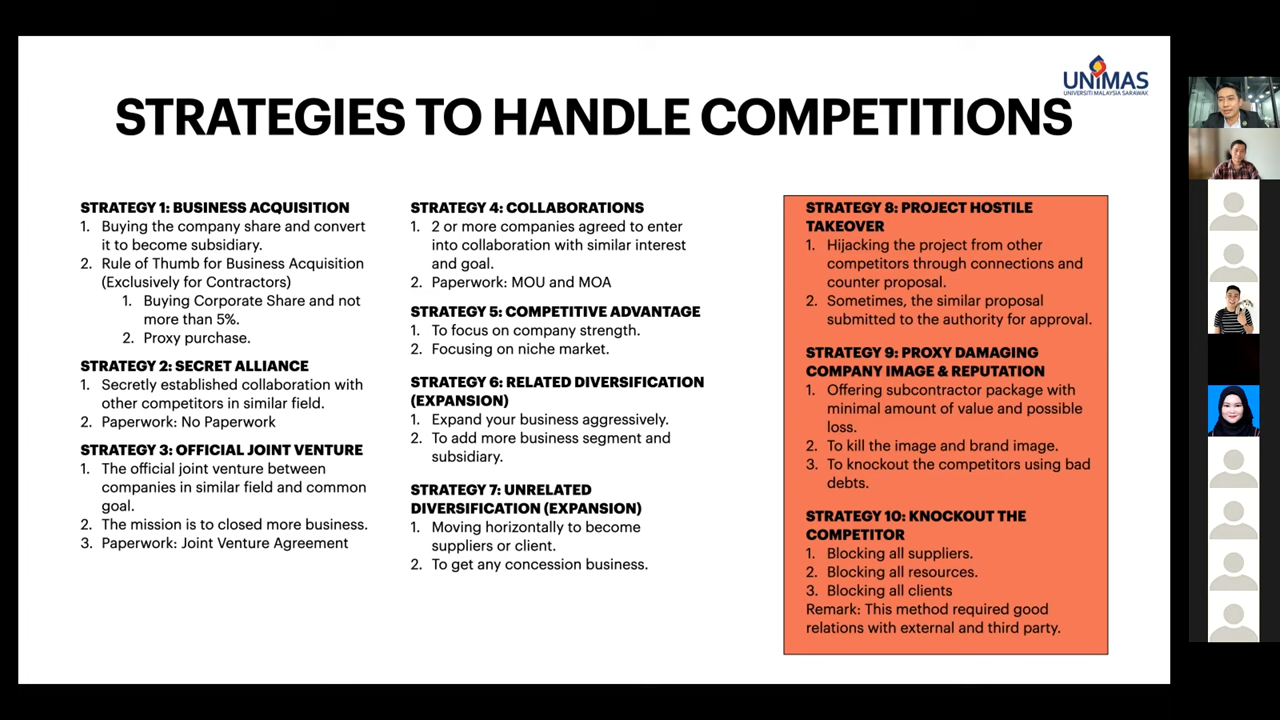 UNIMAS
UNIVERSITI MALAYSIA SARAWAK
STRATEGIES TO HANDLE COMPETITIONS
STRATEGY 1: BUSINESS ACQUISITION
1. Buying the company share and convert
it to become subsidiary.
2. Rule of Thumb for Business Acquisition
(Exclusively for Contractors)
1. Buying Corporate Share and not
more than 5%.
2. Proxy purchase.
STRATEGY 2: SECRET ALLIANCE
1. Secretly established collaboration with
other competitors in similar field.
2. Paperwork: No Paperwork
STRATEGY 3: OFFICIAL JOINT VENTURE
1. The official joint venture between
companies in similar field and common
goal.
2. The mission is to closed more business.
3. Paperwork: Joint Venture Agreement
STRATEGY 4: COLLABORATIONS
1. 2 or more companies agreed to enter
into collaboration with similar interest
and goal.
2. Paperwork: MOU and MOA
STRATEGY 5: COMPETITIVE ADVANTAGE
1. To focus on company strength.
2. Focusing on niche market.
STRATEGY 6: RELATED DIVERSIFICATION
(EXPANSION)
1. Expand your business aggressively.
2. To add more business segment and
subsidiary.
STRATEGY 7: UNRELATED
DIVERSIFICATION (EXPANSION)
1. Moving horizontally to become
suppliers or client.
2. To get any concession business.
STRATEGY 8: PROJECT HOSTILE
TAKEOVER
1. Hijacking the project from other
competitors through connections and
counter proposal.
2. Sometimes, the similar proposal
submitted to the authority for approval.
STRATEGY 9: PROXY DAMAGING
COMPANY IMAGE & REPUTATION
1. Offering subcontractor package with
minimal amount of value and possible
loss.
2. To kill the image and brand image.
3. To knockout the competitors using bad
debts.
STRATEGY 10: KNOCKOUT THE
COMPETITOR
1. Blocking all suppliers.
2. Blocking all resources.
3. Blocking all clients
Remark: This method required good
relations with external and third party.